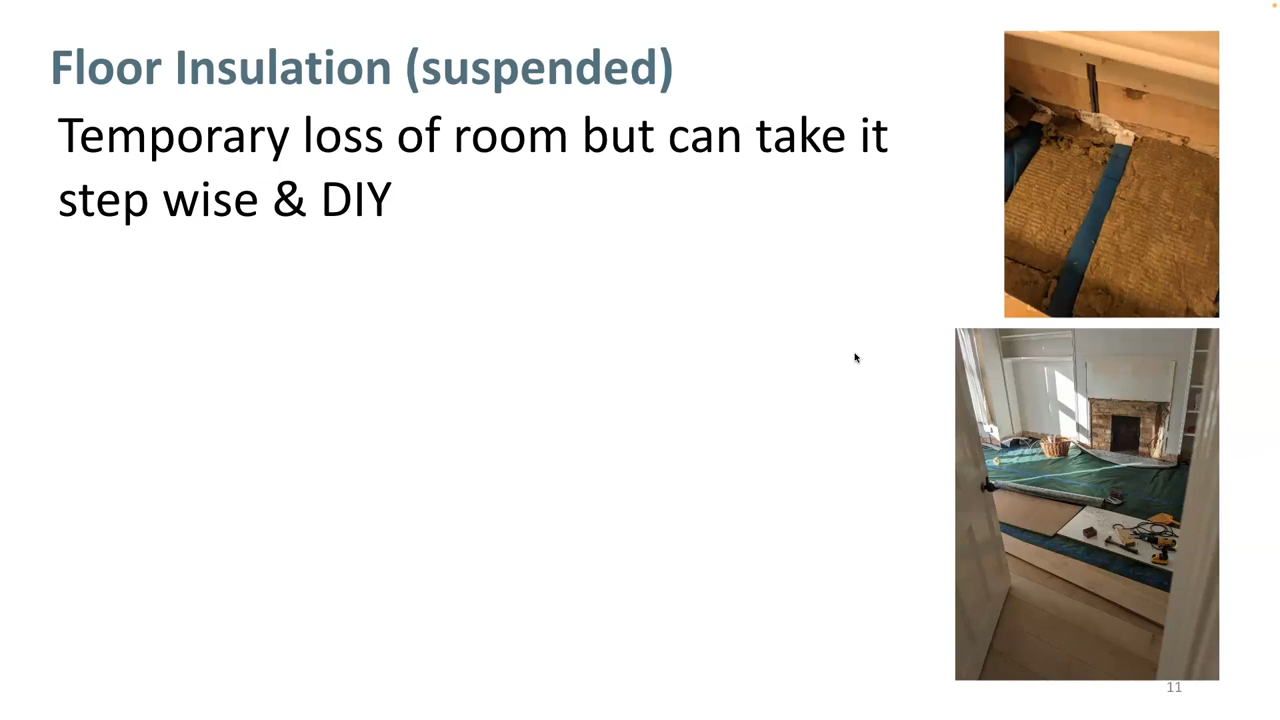 Floor Insulation (suspended)
Temporary loss of room but can take it
step wise & DIY
11